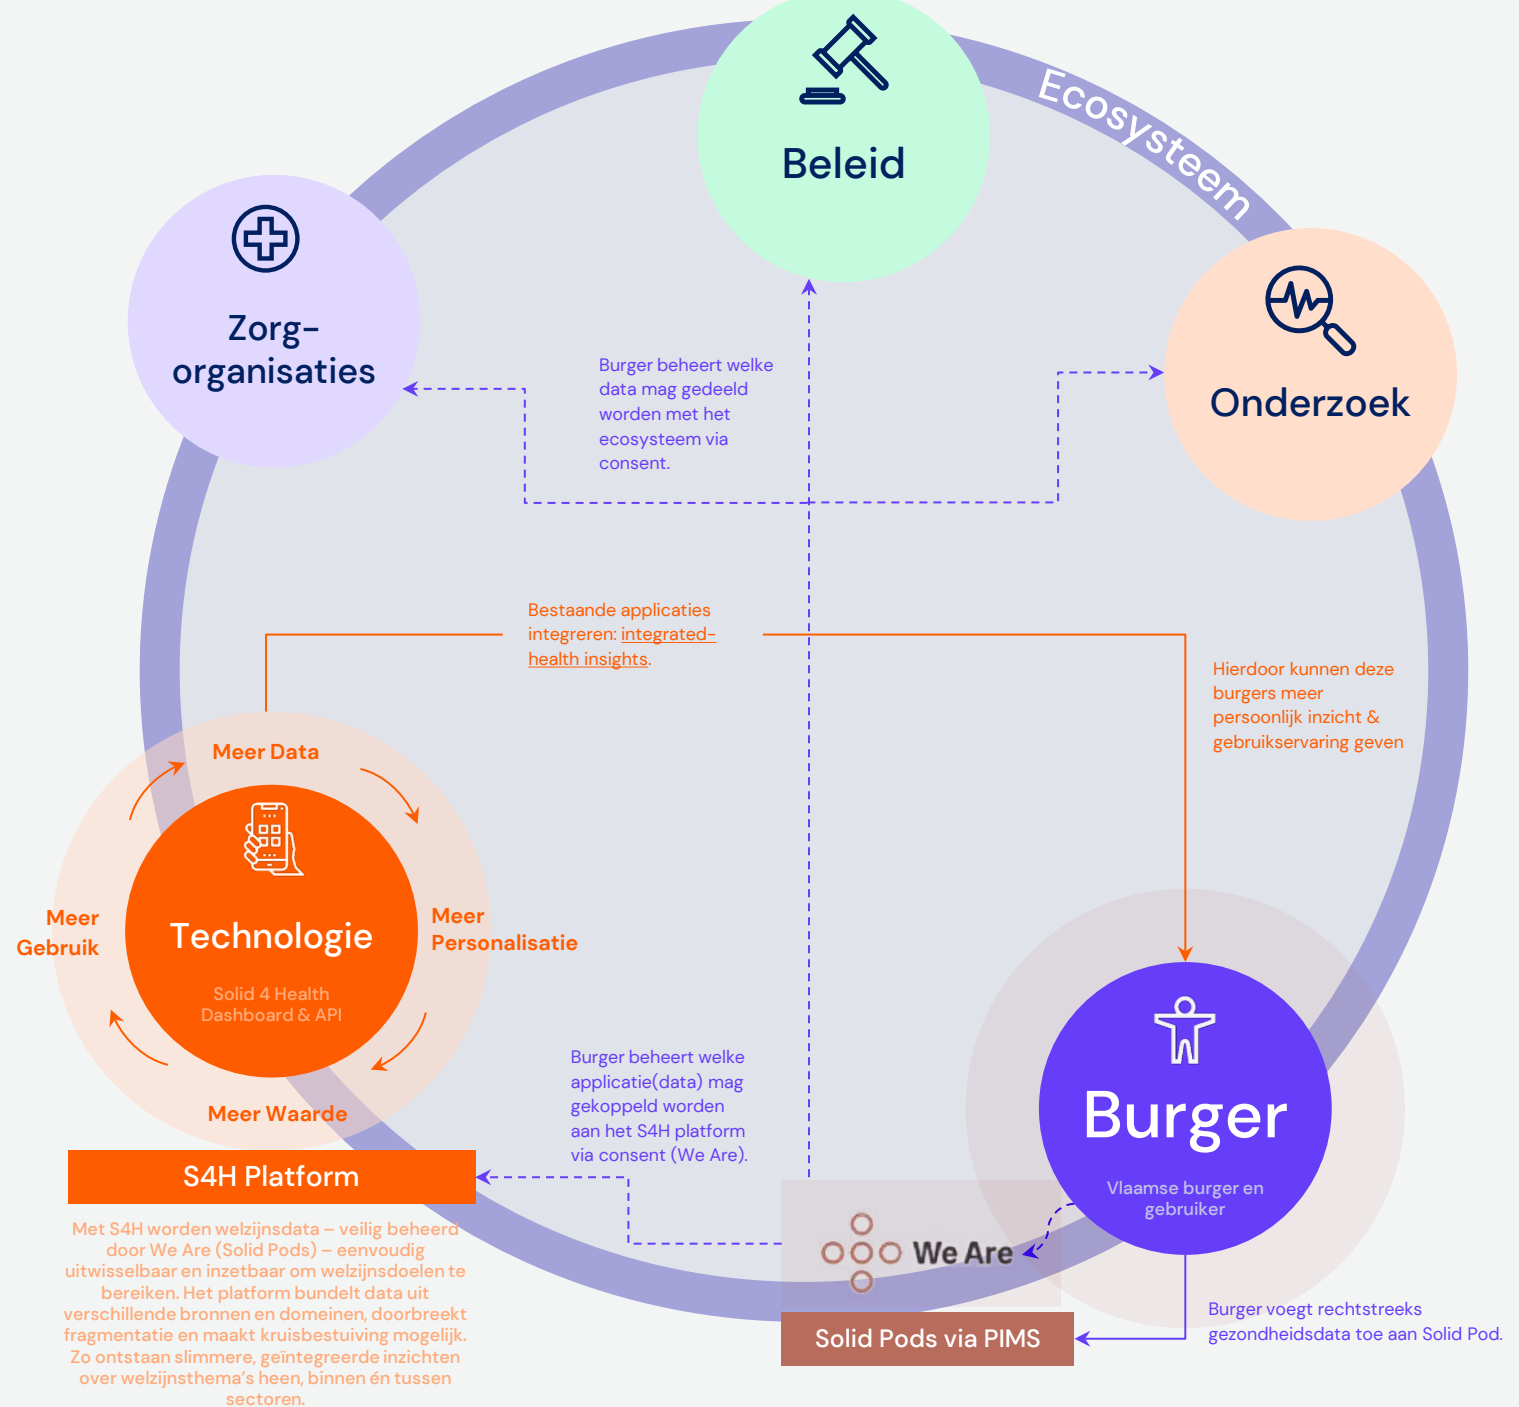 Beleid
Ecosysteem
Zorg-
organisaties
Onderzoek
Burger beheert welke
data mag gedeeld
worden met het
ecosysteem via
consent.
Bestaande applicaties
integreren: integrated-
health insights.
Hierdoor kunnen deze
burgers meer
persoonlijk inzicht &
gebruikservaring geven
Meer Data
Meer
Gebruik
Technologie
Solid 4 Health
Dashboard & API
Meer
Personalisatie
Meer Waarde
S4H Platform
Met S4H worden welzijnsdata – veilig beheerd
door We Are (Solid Pods) – eenvoudig
uitwisselbaar en inzetbaar om welzijnsdoelen te
bereiken. Het platform bundelt data uit
verschillende bronnen en domeinen, doorbreekt
fragmentatie en maakt kruisbestuiving mogelijk.
Zo ontstaan slimmere, geïntegreerde inzichten
over welzijnsthema's heen, binnen én tussen
sectoren.
Burger beheert welke
applicatie(data) mag
gekoppeld worden
aan het S4H platform
via consent (We Are).
Burger
Vlaamse burger en
gebruiker
We Are
Solid Pods via PIMS
Burger voegt rechtstreeks
gezondheidsdata toe aan Solid Pod.